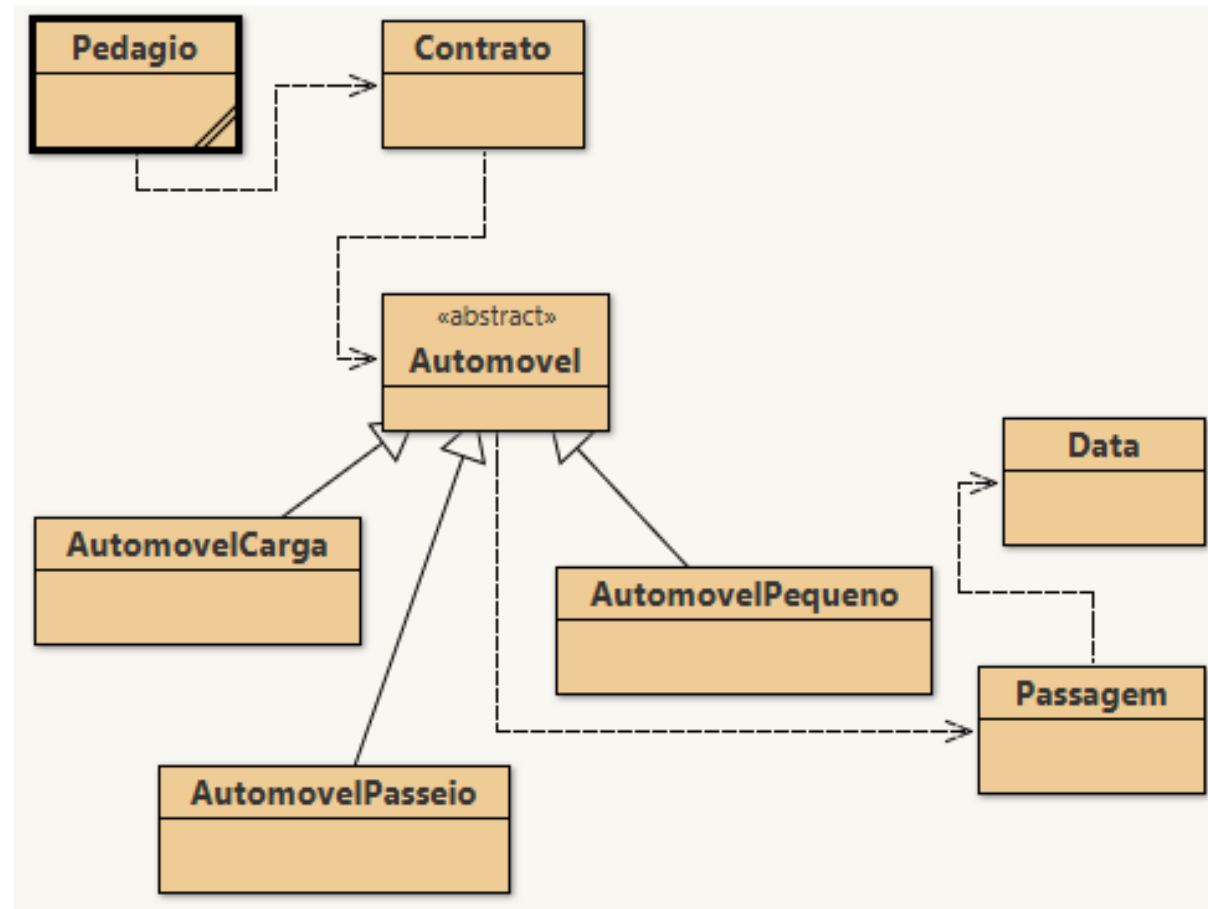 Pedagio
Contrato
«abstract»
Automovel
Data
AutomovelCarga
AutomovelPequeno
Passagem
AutomovelPasseio